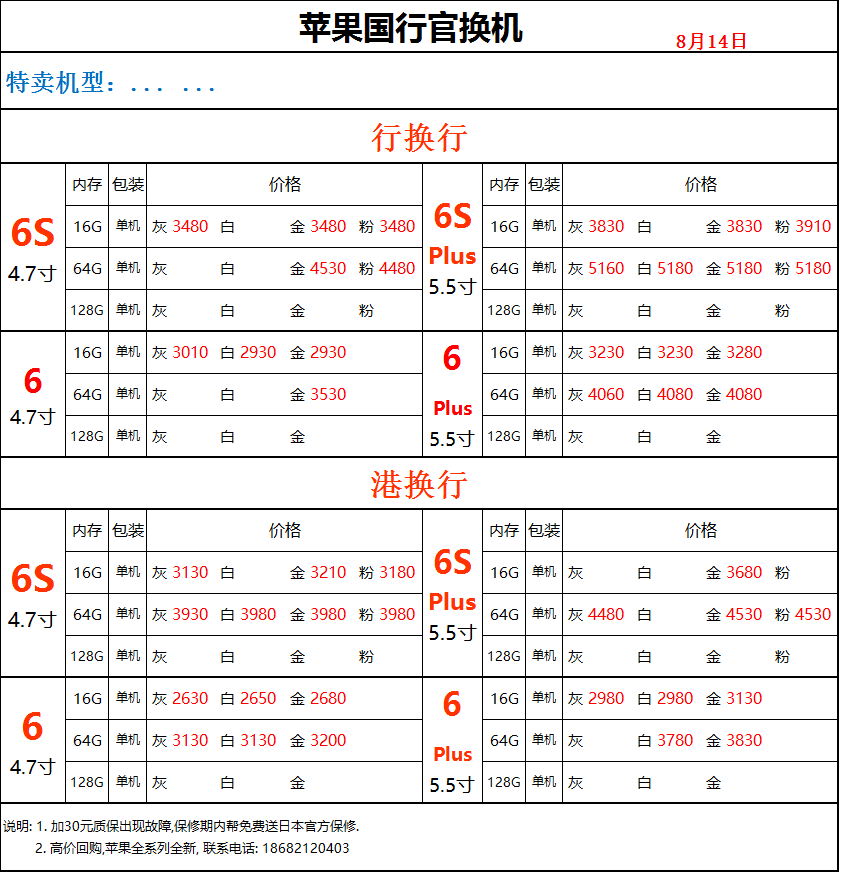 苹果国行官换机
8月14日
特卖机型：... ...
行换行
6S
4.7寸
内存 包装 价格
16G 单机 灰 3480 白 金 3480 粉 3480
64G 单机 灰 白 金 4530 粉 4480
128G 单机 灰 白 金 粉
6S
Plus
5.5寸
内存 包装 价格
16G 单机 灰 3830 白 金 3830 粉 3910
64G 单机 灰 5160 白 5180 金 5180 粉 5180
128G 单机 灰 白 金 粉
6
4.7寸
16G 单机 灰 3010 白 2930 金 2930
64G 单机 灰 白 金 3530
128G 单机 灰 白 金
6
Plus
5.5寸
16G 单机 灰 3230 白 3230 金 3280
64G 单机 灰 4060 白 4080 金 4080
128G 单机 灰 白 金
港换行
6S
4.7寸
内存 包装 价格
16G 单机 灰 3130 白 金 3210 粉 3180
64G 单机 灰 3930 白 3980 金 3980 粉 3980
128G 单机 灰 白 金 粉
6S
Plus
5.5寸
内存 包装 价格
16G 单机 灰 白 金 3680 粉
64G 单机 灰 4480 白 金 4530 粉 4530
128G 单机 灰 白 金 粉
6
4.7寸
16G 单机 灰 2630 白 2650 金 2680
64G 单机 灰 3130 白 3130 金 3200
128G 单机 灰 白 金
6
Plus
5.5寸
16G 单机 灰 2980 白 2980 金 3130
64G 单机 灰 白 3780 金 3830
128G 单机 灰 白 金
说明: 1. 加30元质保出现故障,保修期内帮免费送日本官方保修.
2. 高价回购,苹果全系列全新, 联系电话: 18682120403